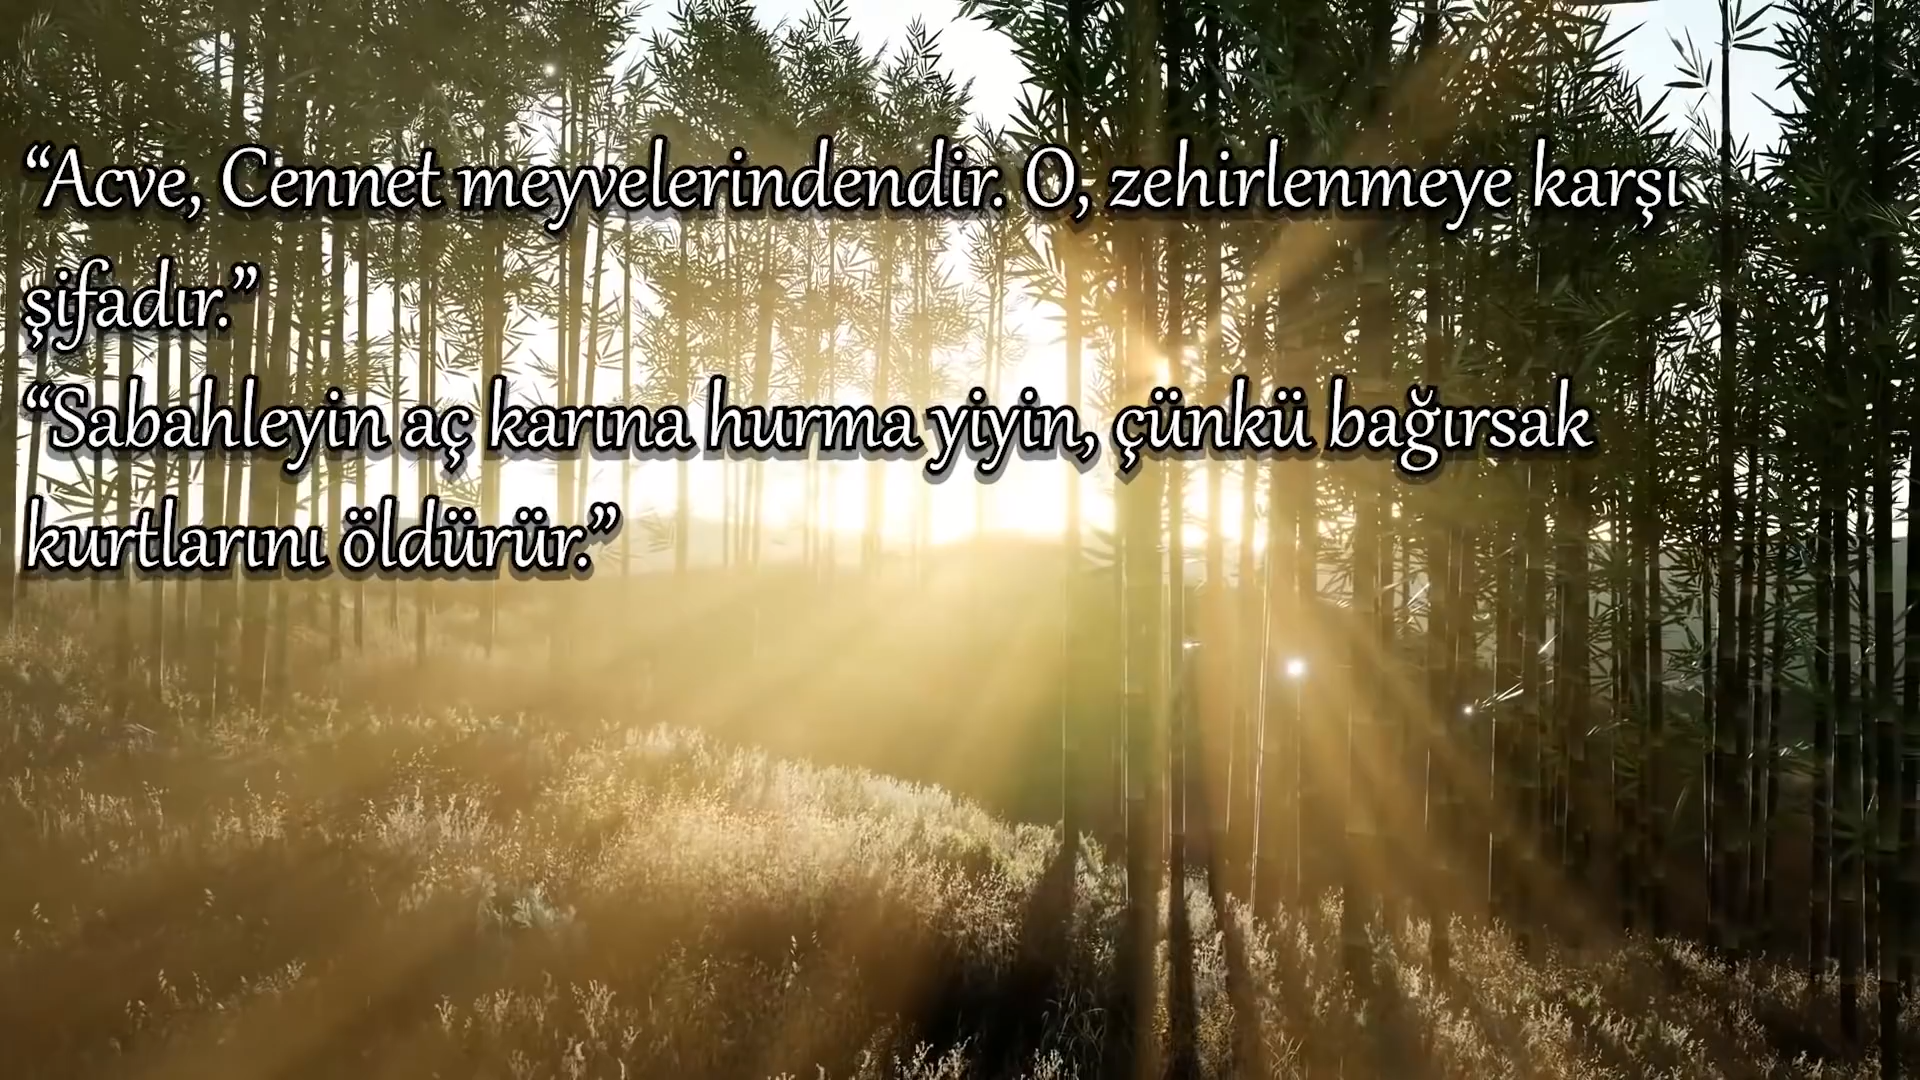 “Acve, Cennet meyvelerindendir. O, zehirlenmeye karşı
şifadır.”
“Sabahleyin aç karına hurma yiyin, çünkü bağırsak
kurtlarını öldürür.”